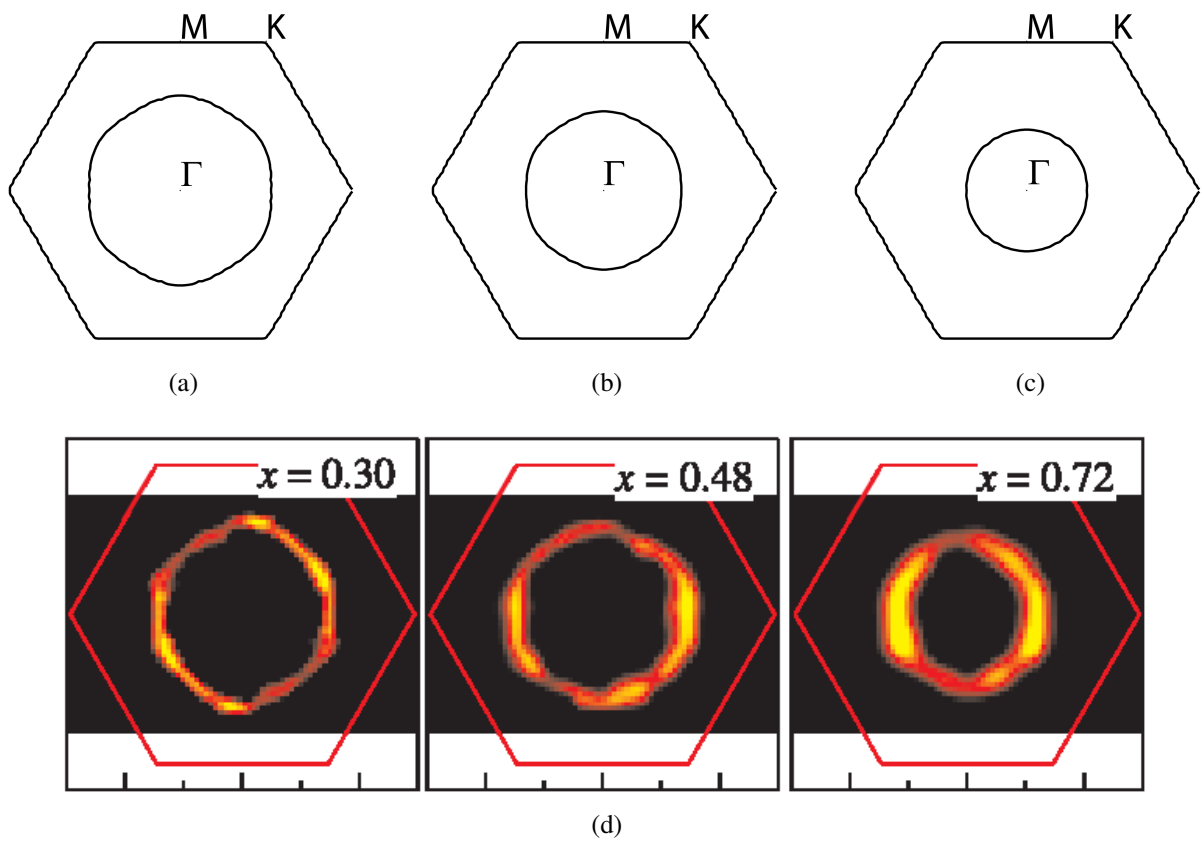 M K M K M K
Γ Γ Γ
(a) (b) (c)
x = 0.30 x = 0.48 x = 0.72
(d)